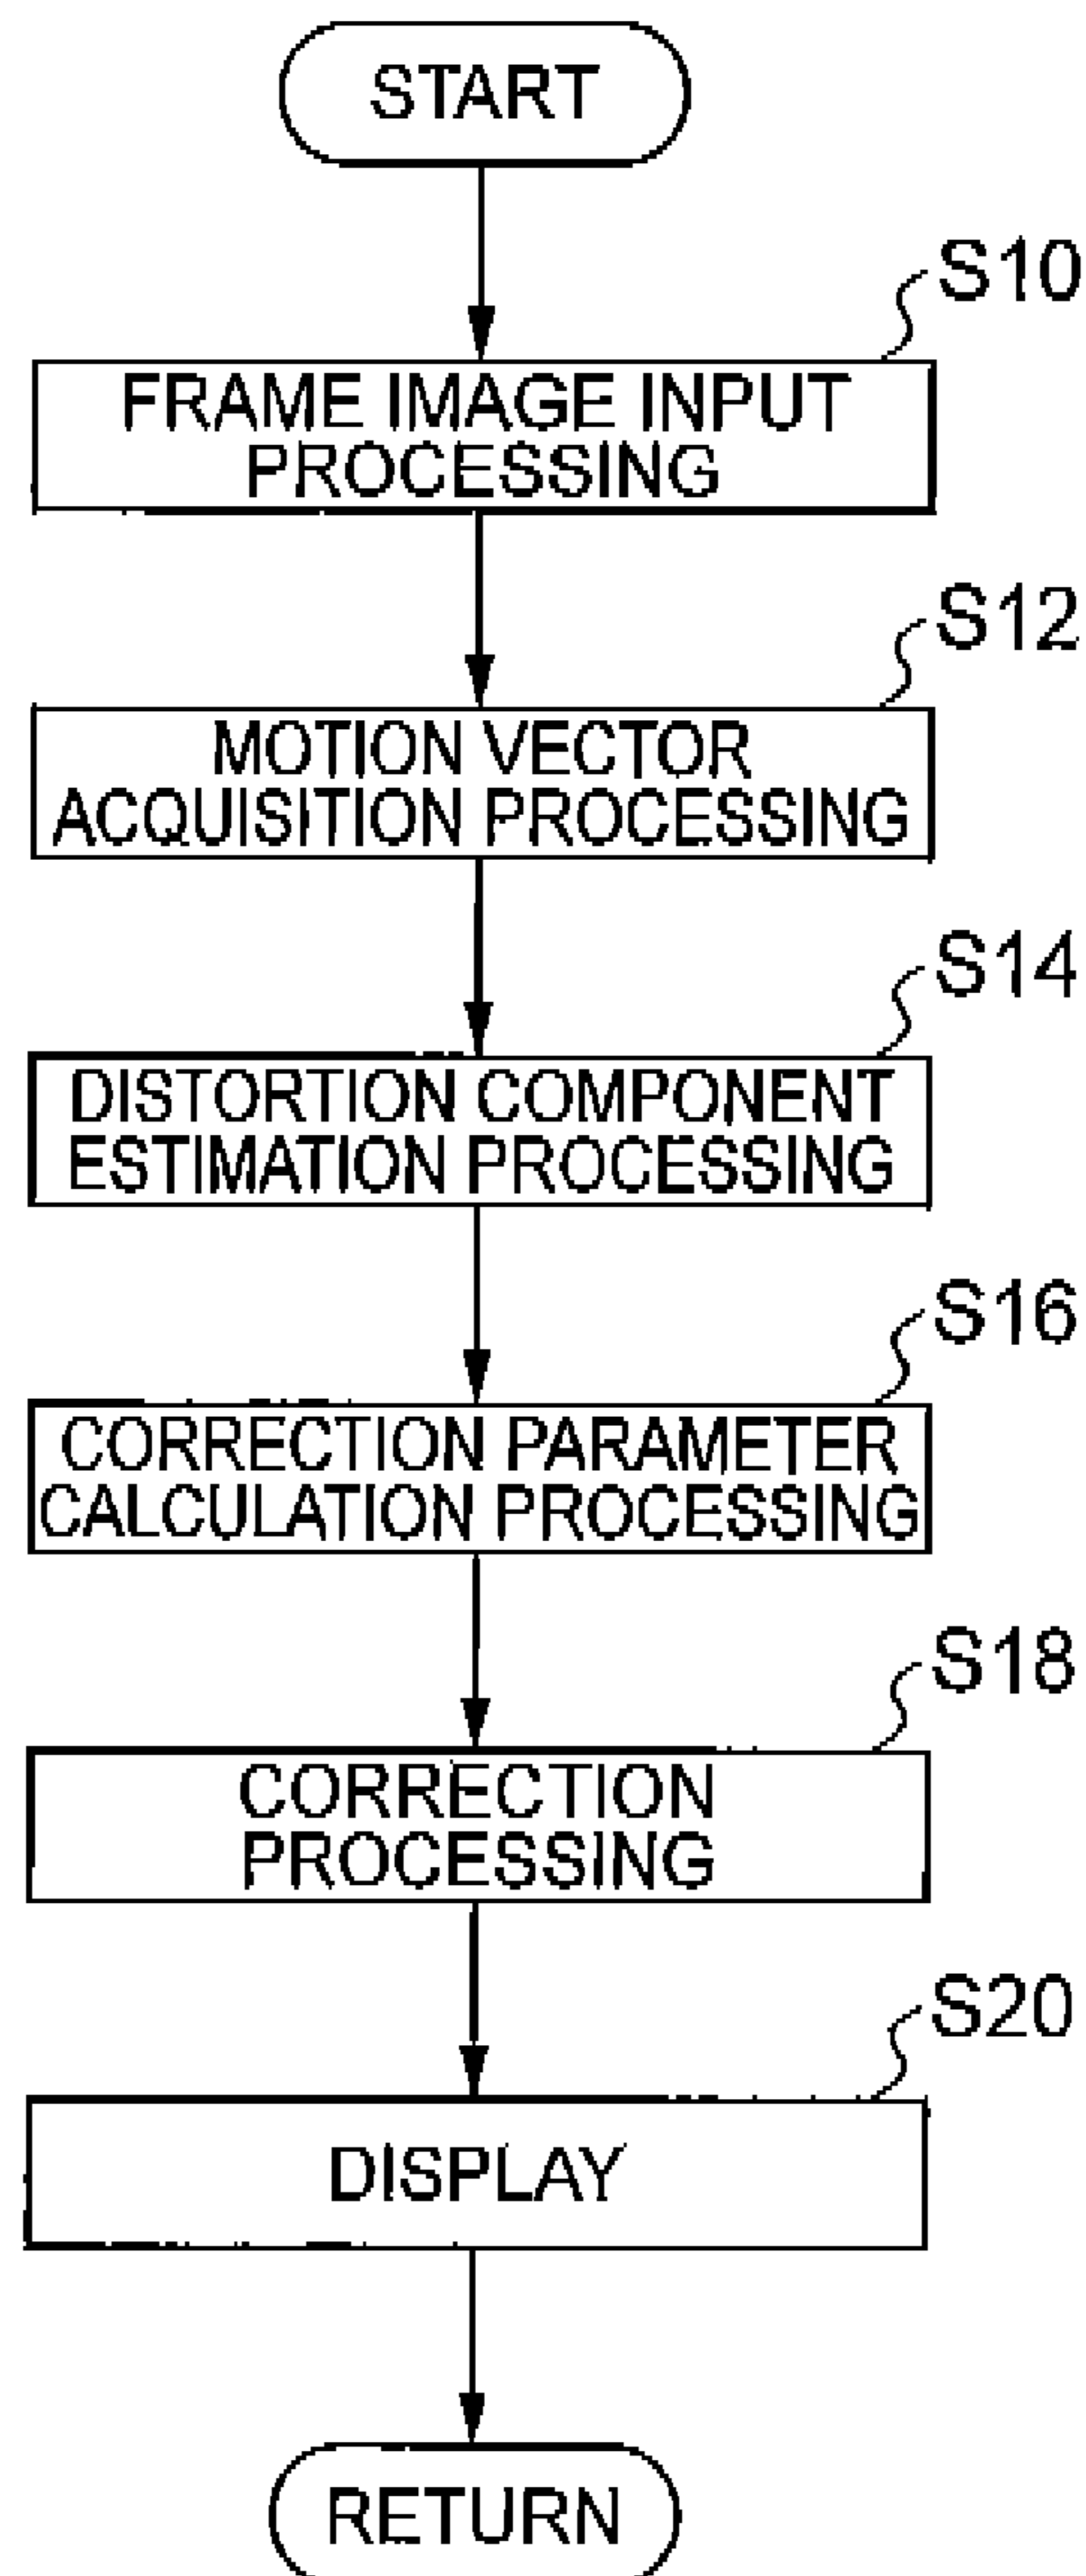 START
S10
FRAME IMAGE INPUT
PROCESSING
S12
MOTION VECTOR
ACQUISITION PROCESSING
S14
DISTORTION COMPONENT
ESTIMATION PROCESSING
S16
CORRECTION PARAMETER
CALCULATION PROCESSING
S18
CORRECTION
PROCESSING
S20
DISPLAY
RETURN